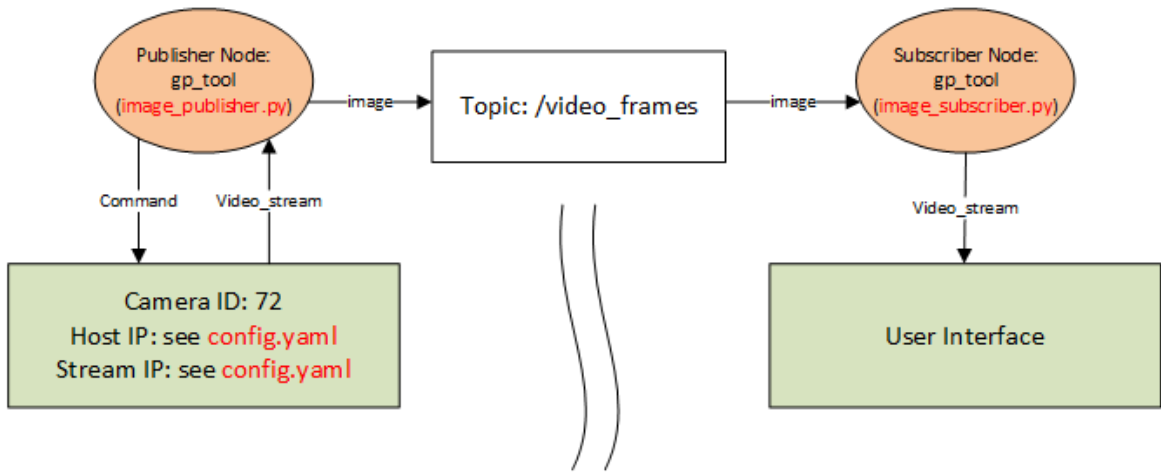 Publisher Node:
gp_tool
(image_publisher.py)
image
Topic: /video_frames
image
Subscriber Node:
gp_tool
(image_subscriber.py)
Command
Video_stream
Video_stream
Camera ID: 72
Host IP: see config.yaml
Stream IP: see config.yaml
User Interface